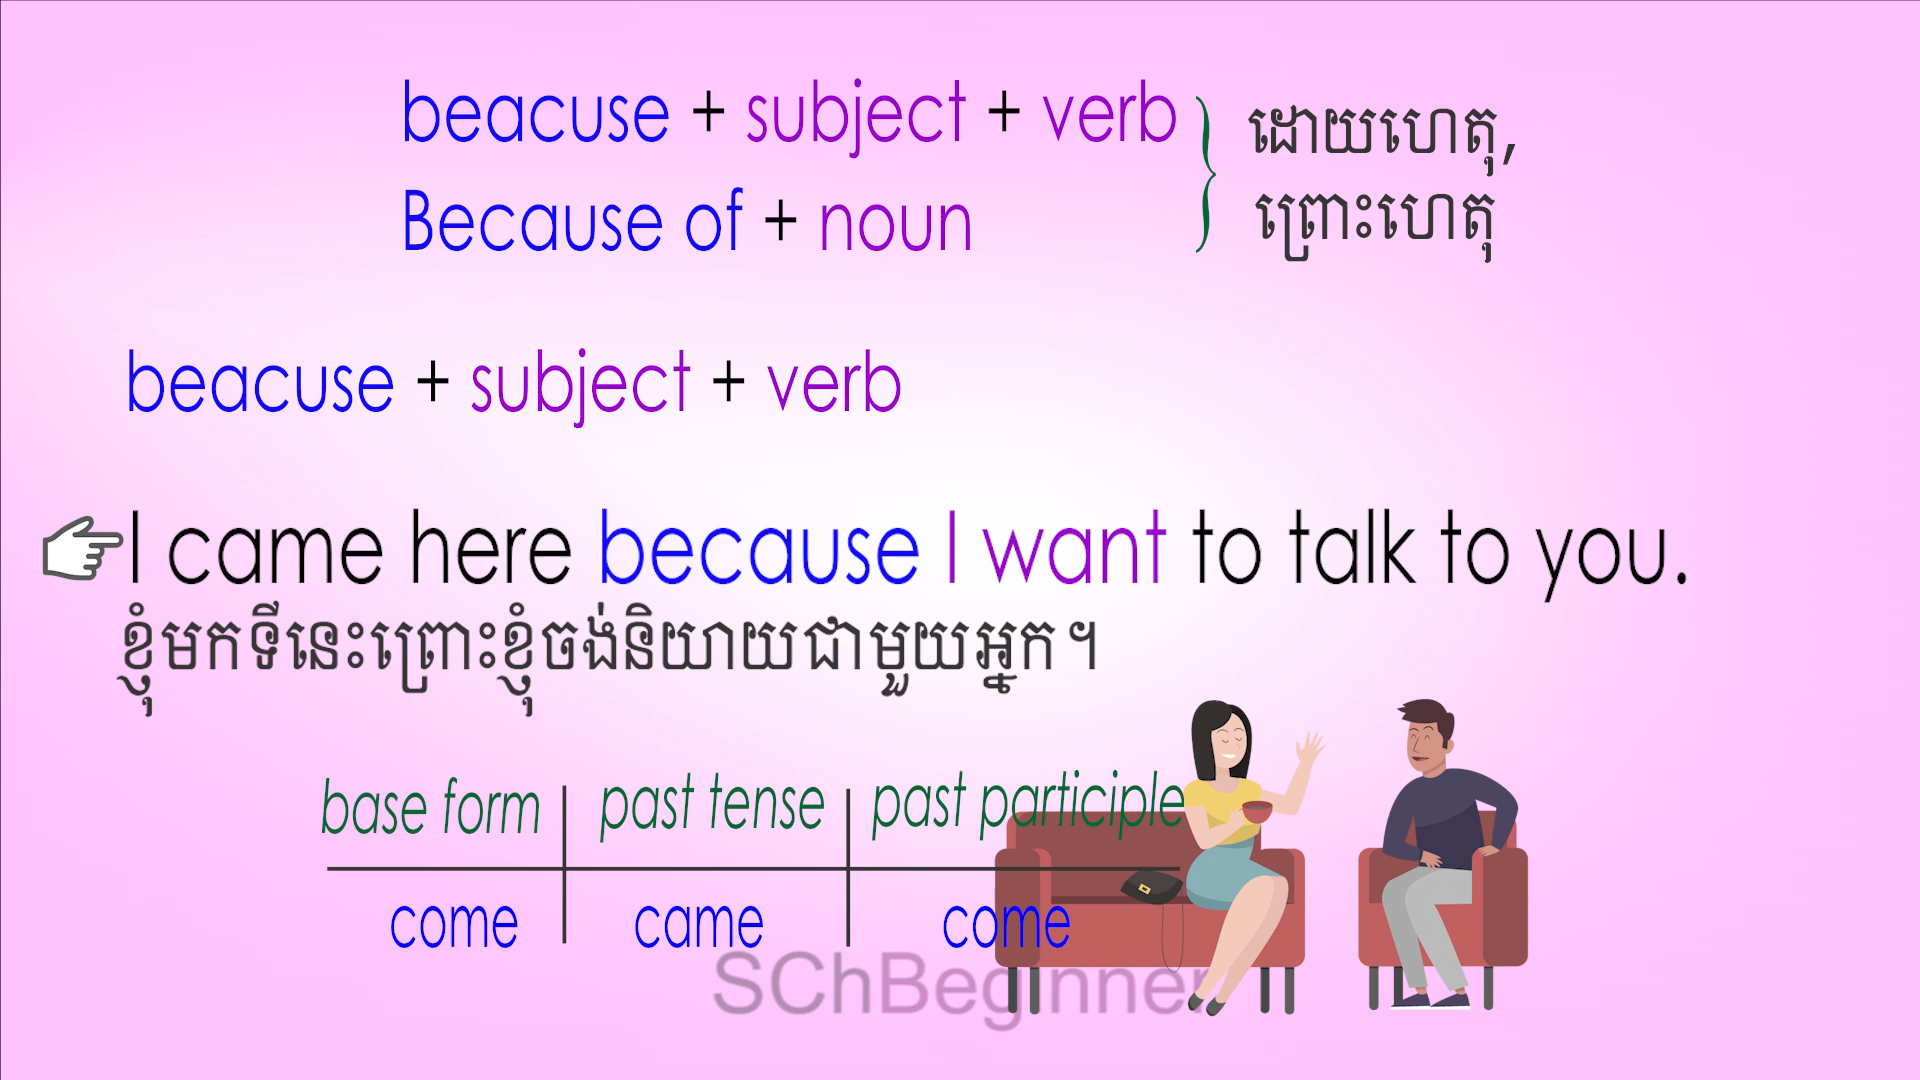 beacuse + subject + verb
Because of + noun
ដោយហេតុ,
ព្រោះហេតុ
beacuse + subject + verb
I came here because I want to talk to you.
ខ្ញុំមកទីនេះព្រោះខ្ញុំចង់និយាយជាមួយអ្នក។
base form past tense past participle
come came come
SChBeginner